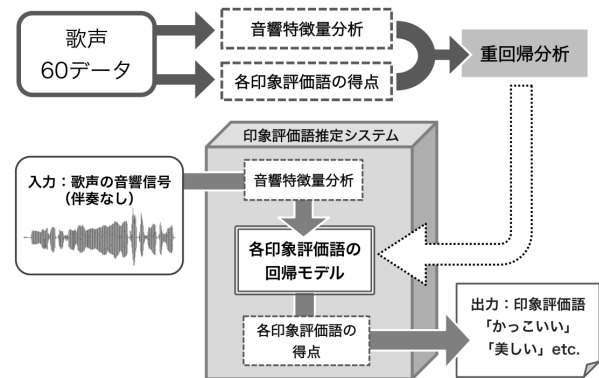 歌声
60データ
音響特徴量分析
各印象評価語の得点
重回帰分析
印象評価語推定システム
入力：歌声の音響信号
（伴奏なし）
音響特徴量分析
各印象評価語の
回帰モデル
各印象評価語の
得点
出力：印象評価語
「かっこいい」
「美しい」etc.